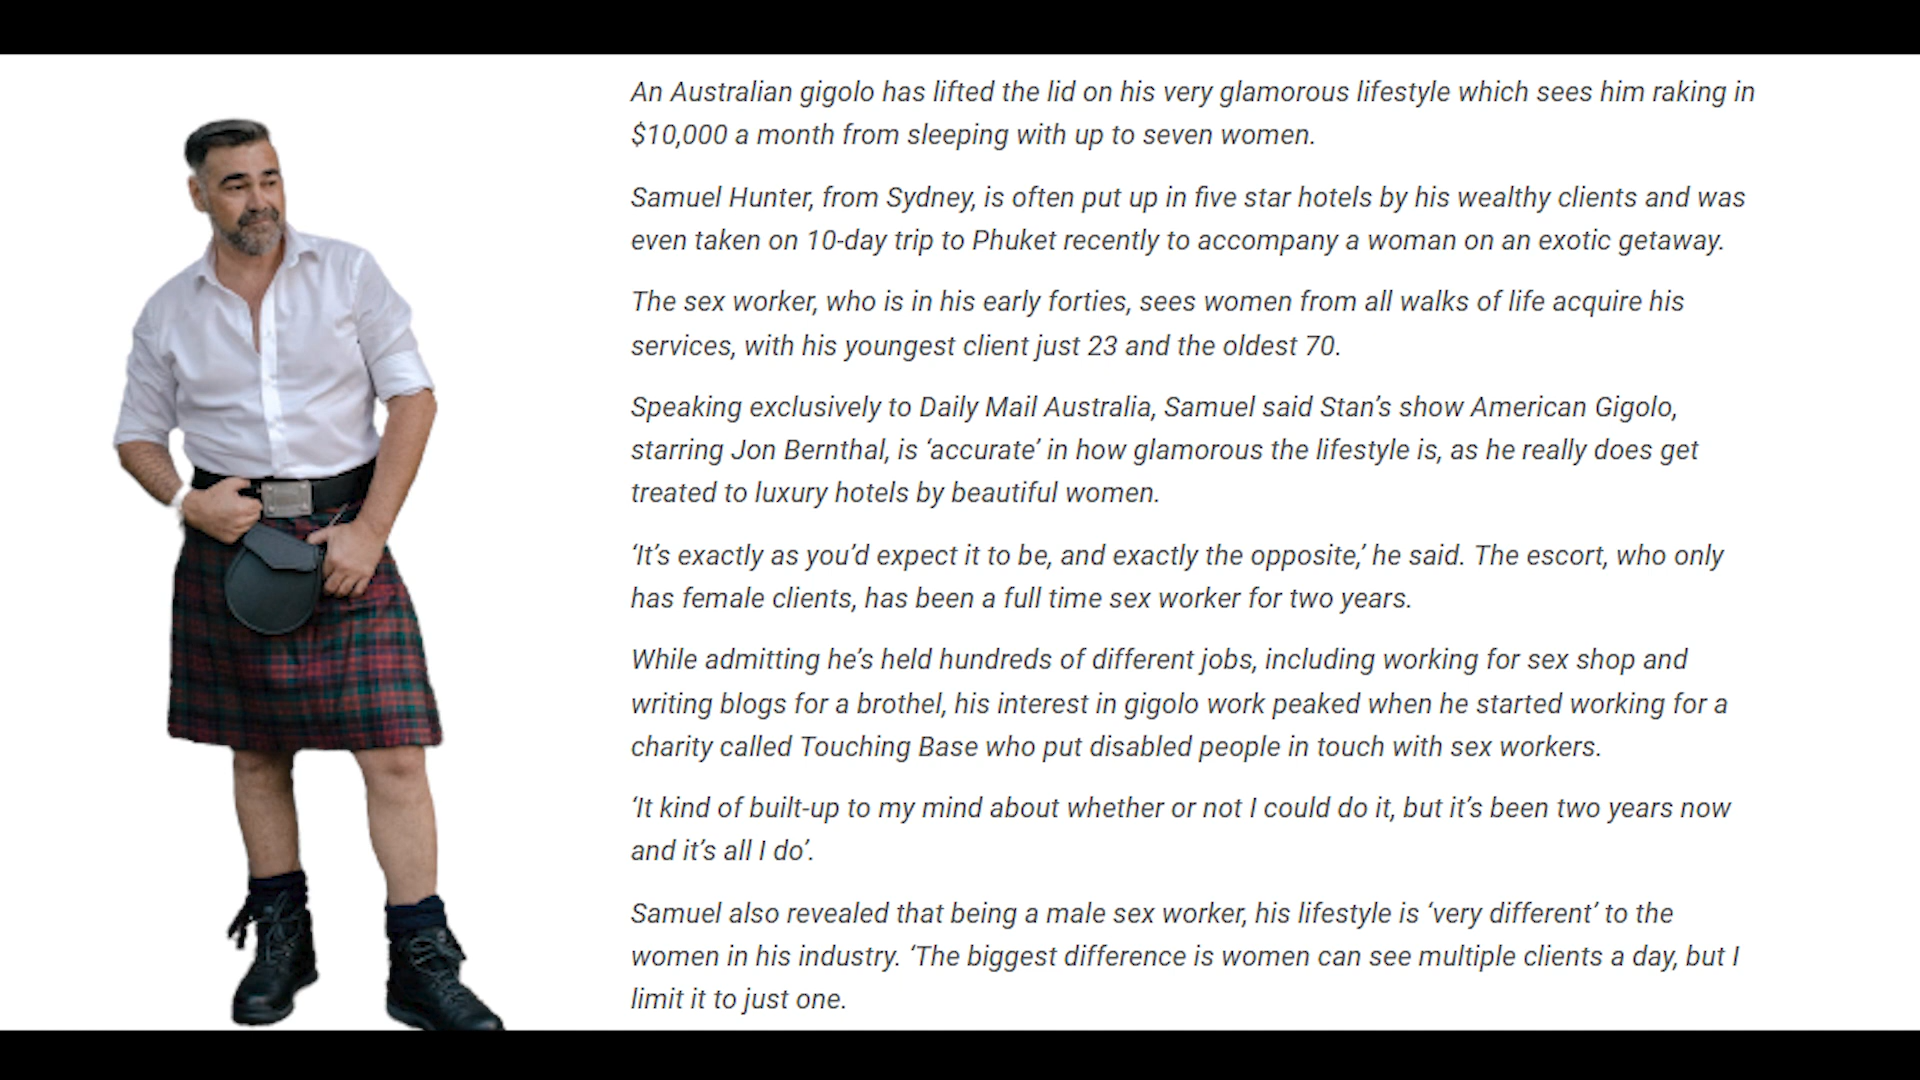 An Australian gigolo has lifted the lid on his very glamorous lifestyle which sees him raking in
$10,000 a month from sleeping with up to seven women.
Samuel Hunter, from Sydney, is often put up in five star hotels by his wealthy clients and was
even taken on 10-day trip to Phuket recently to accompany a woman on an exotic getaway.
The sex worker, who is in his early forties, sees women from all walks of life acquire his
services, with his youngest client just 23 and the oldest 70.
Speaking exclusively to Daily Mail Australia, Samuel said Stan’s show American Gigolo,
starring Jon Bernthal, is ‘accurate’ in how glamorous the lifestyle is, as he really does get
treated to luxury hotels by beautiful women.
‘It’s exactly as you’d expect it to be, and exactly the opposite,’ he said. The escort, who only
has female clients, has been a full time sex worker for two years.
While admitting he’s held hundreds of different jobs, including working for sex shop and
writing blogs for a brothel, his interest in gigolo work peaked when he started working for a
charity called Touching Base who put disabled people in touch with sex workers.
‘It kind of built-up to my mind about whether or not I could do it, but it’s been two years now
and it’s all I do’.
Samuel also revealed that being a male sex worker, his lifestyle is ‘very different’ to the
women in his industry. ‘The biggest difference is women can see multiple clients a day, but I
limit it to just one.